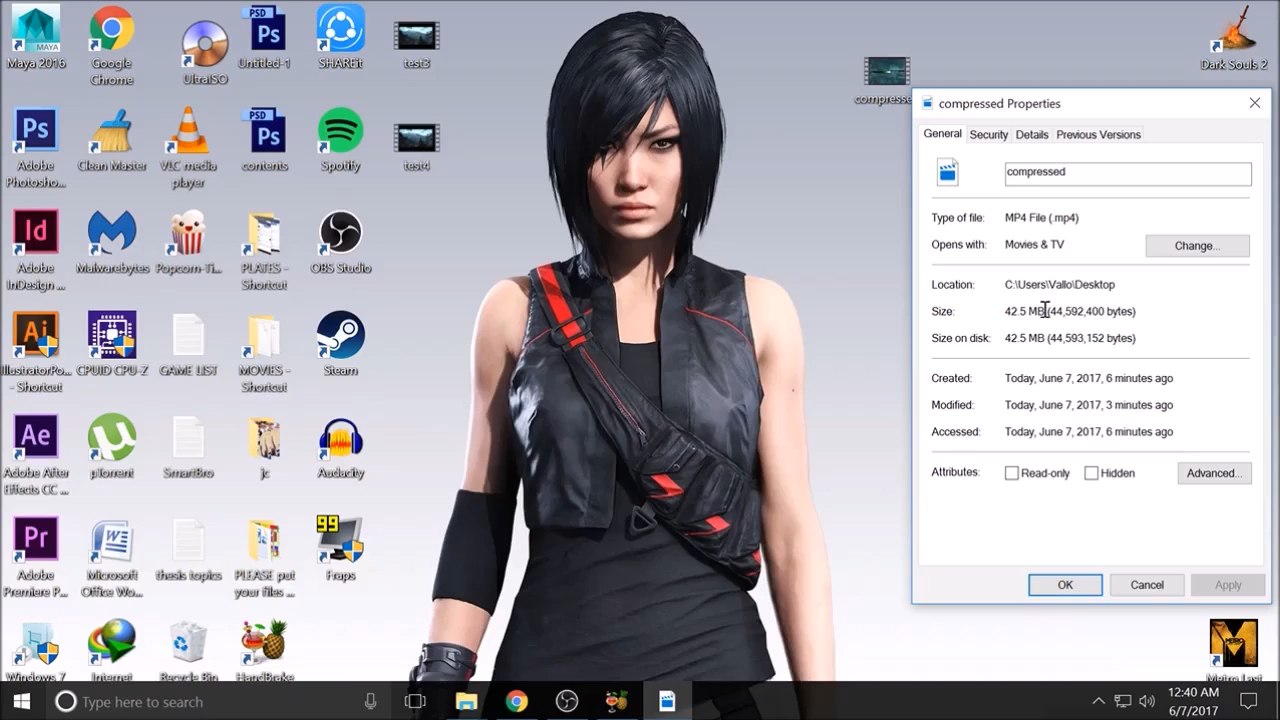 Maya 2016
Google
Chrome
UltraISO
PSD
Untitled-1
SHAREit
test3
compresse
Dark Souls 2
Ps
Adobe
Photosho...
Clean Master
VLC media
player
PSD
contents
Spotify
test4
Id
Adobe
InDesign ...
Malwarebytes
Popcorn-Ti...
PLATES -
Shortcut
OBS Studio
Ai
IllustratorPo...
- Shortcut
CPUID CPU-Z
GAME LIST
MOVIES -
Shortcut
Steam
Ae
Adobe After
Effects CC ...
µTorrent
SmartBro
jc
Audacity
Pr
Adobe
Premiere P...
Microsoft
Office Wo...
thesis topics
PLEASE put
your files ...
99
Fraps
Windows 7
Internet
Recycle Bin
HandBrake
METRO
Metro Last
compressed Properties
General Security Details Previous Versions
compressed
Type of file: MP4 File (.mp4)
Opens with: Movies & TV Change...
Location: C:\Users\Vallo\Desktop
Size: 42.5 MB (44,592,400 bytes)
Size on disk: 42.5 MB (44,593,152 bytes)
Created: Today, June 7, 2017, 6 minutes ago
Modified: Today, June 7, 2017, 3 minutes ago
Accessed: Today, June 7, 2017, 6 minutes ago
Attributes: Read-only Hidden Advanced...
OK Cancel Apply
Type here to search
12:40 AM
6/7/2017